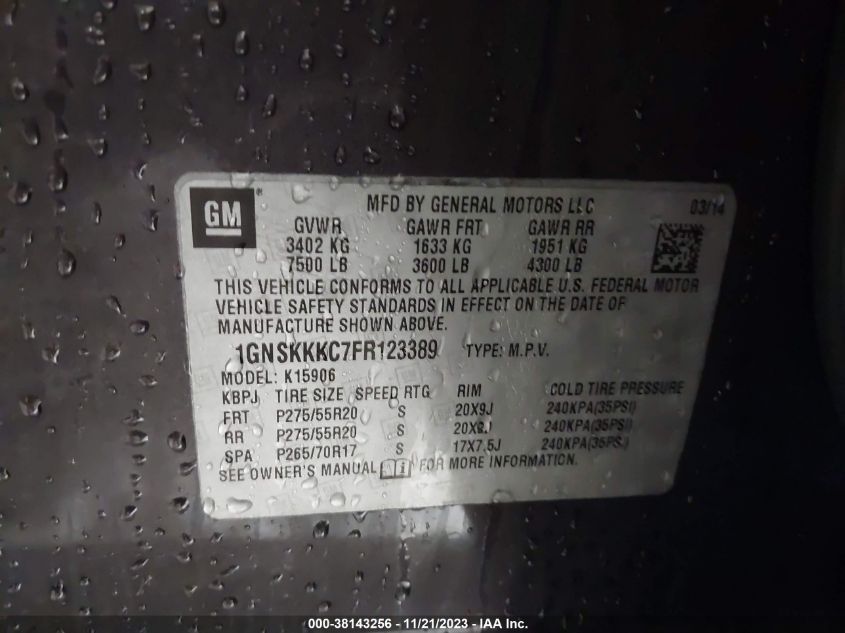 GM ® MFD BY GENERAL MOTORS LLC 03/14
GVWR GAWR FRT GAWR RR
3402 KG 1633 KG 1951 KG
7500 LB 3600 LB 4300 LB
THIS VEHICLE CONFORMS TO ALL APPLICABLE U.S. FEDERAL MOTOR
VEHICLE SAFETY STANDARDS IN EFFECT ON THE DATE OF
MANUFACTURE SHOWN ABOVE.
1GNSKKKC7FR123389 TYPE: M.P.V.
MODEL: K15906
KBPJ TIRE SIZE SPEED RTG RIM COLD TIRE PRESSURE
FRT P275/55R20 S 20X9J 240KPA(35PSI)
RR P275/55R20 S 20X9J 240KPA(35PSI)
SPA P265/70R17 S 17X7.5J 240KPA(35PSI)
SEE OWNER'S MANUAL FOR MORE INFORMATION.
000-38143256 - 11/21/2023 - IAA Inc.